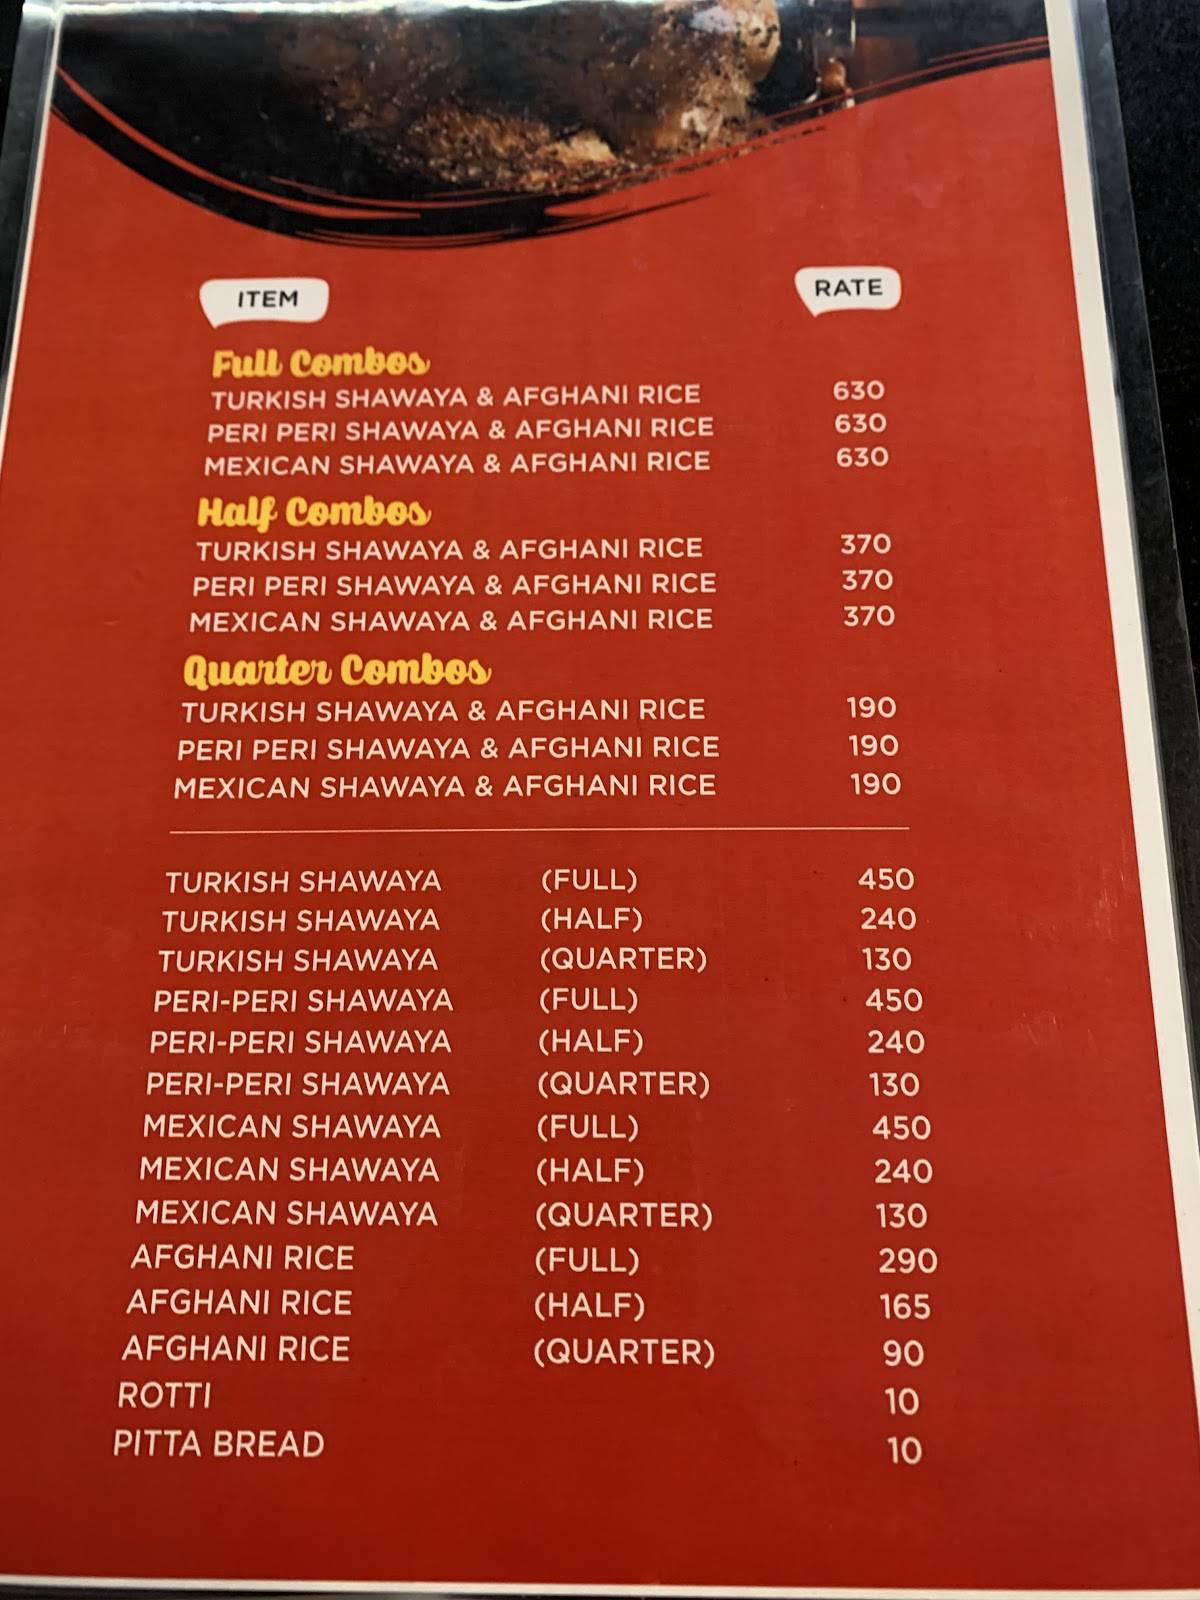 ITEM RATE
Full Combos
TURKISH SHAWAYA & AFGHANI RICE 630
PERI PERI SHAWAYA & AFGHANI RICE 630
MEXICAN SHAWAYA & AFGHANI RICE 630
Half Combos
TURKISH SHAWAYA & AFGHANI RICE 370
PERI PERI SHAWAYA & AFGHANI RICE 370
MEXICAN SHAWAYA & AFGHANI RICE 370
Quarter Combos
TURKISH SHAWAYA & AFGHANI RICE 190
PERI PERI SHAWAYA & AFGHANI RICE 190
MEXICAN SHAWAYA & AFGHANI RICE 190
TURKISH SHAWAYA (FULL) 450
TURKISH SHAWAYA (HALF) 240
TURKISH SHAWAYA (QUARTER) 130
PERI-PERI SHAWAYA (FULL) 450
PERI-PERI SHAWAYA (HALF) 240
PERI-PERI SHAWAYA (QUARTER) 130
MEXICAN SHAWAYA (FULL) 450
MEXICAN SHAWAYA (HALF) 240
MEXICAN SHAWAYA (QUARTER) 130
AFGHANI RICE (FULL) 290
AFGHANI RICE (HALF) 165
AFGHANI RICE (QUARTER) 90
ROTTI 10
PITTA BREAD 10